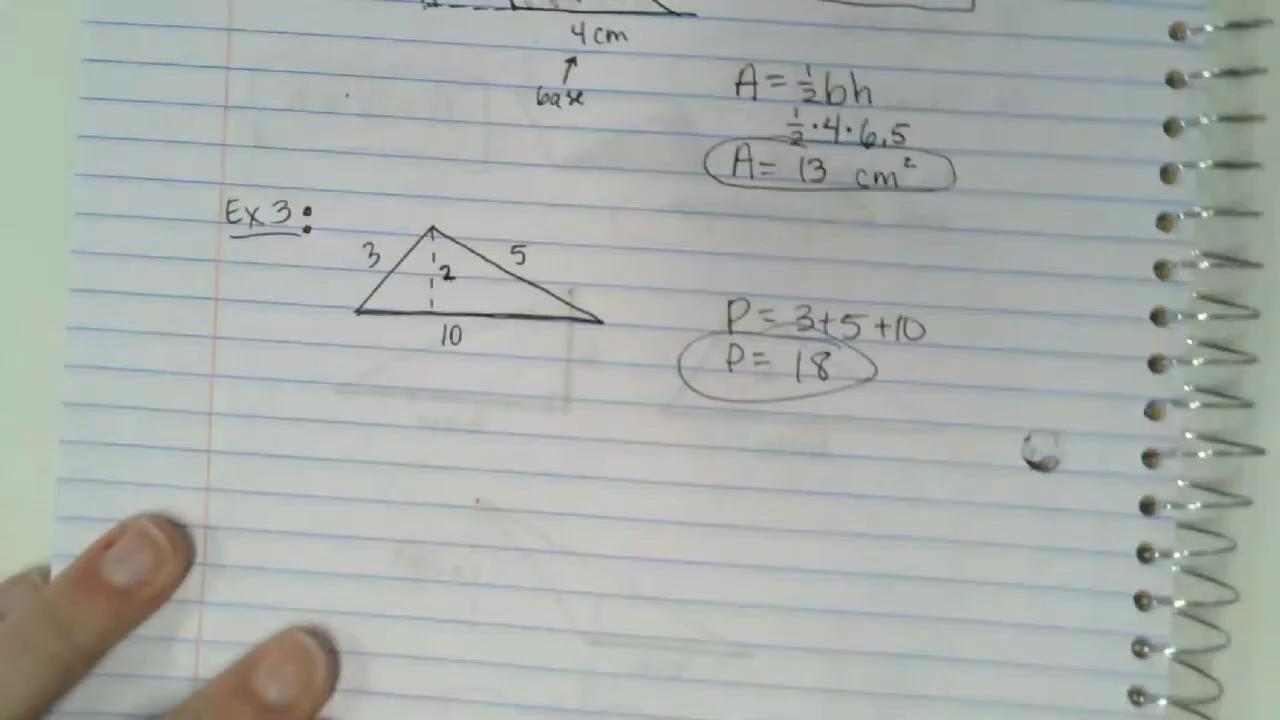 4 cm
base
A = ½bh
½ • 4 • 6.5
A = 13 cm²
Ex 3:
3
5
2
10
P = 3+5+10
P = 18